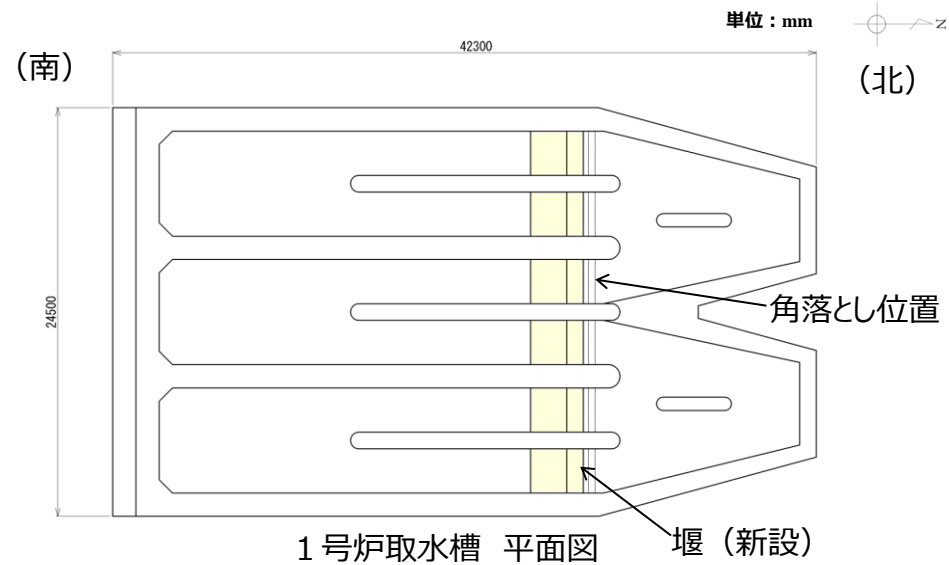 単位：mm
N
42300
（南）
（北）
24500
角落とし位置
堰（新設）
１号炉取水槽 平面図